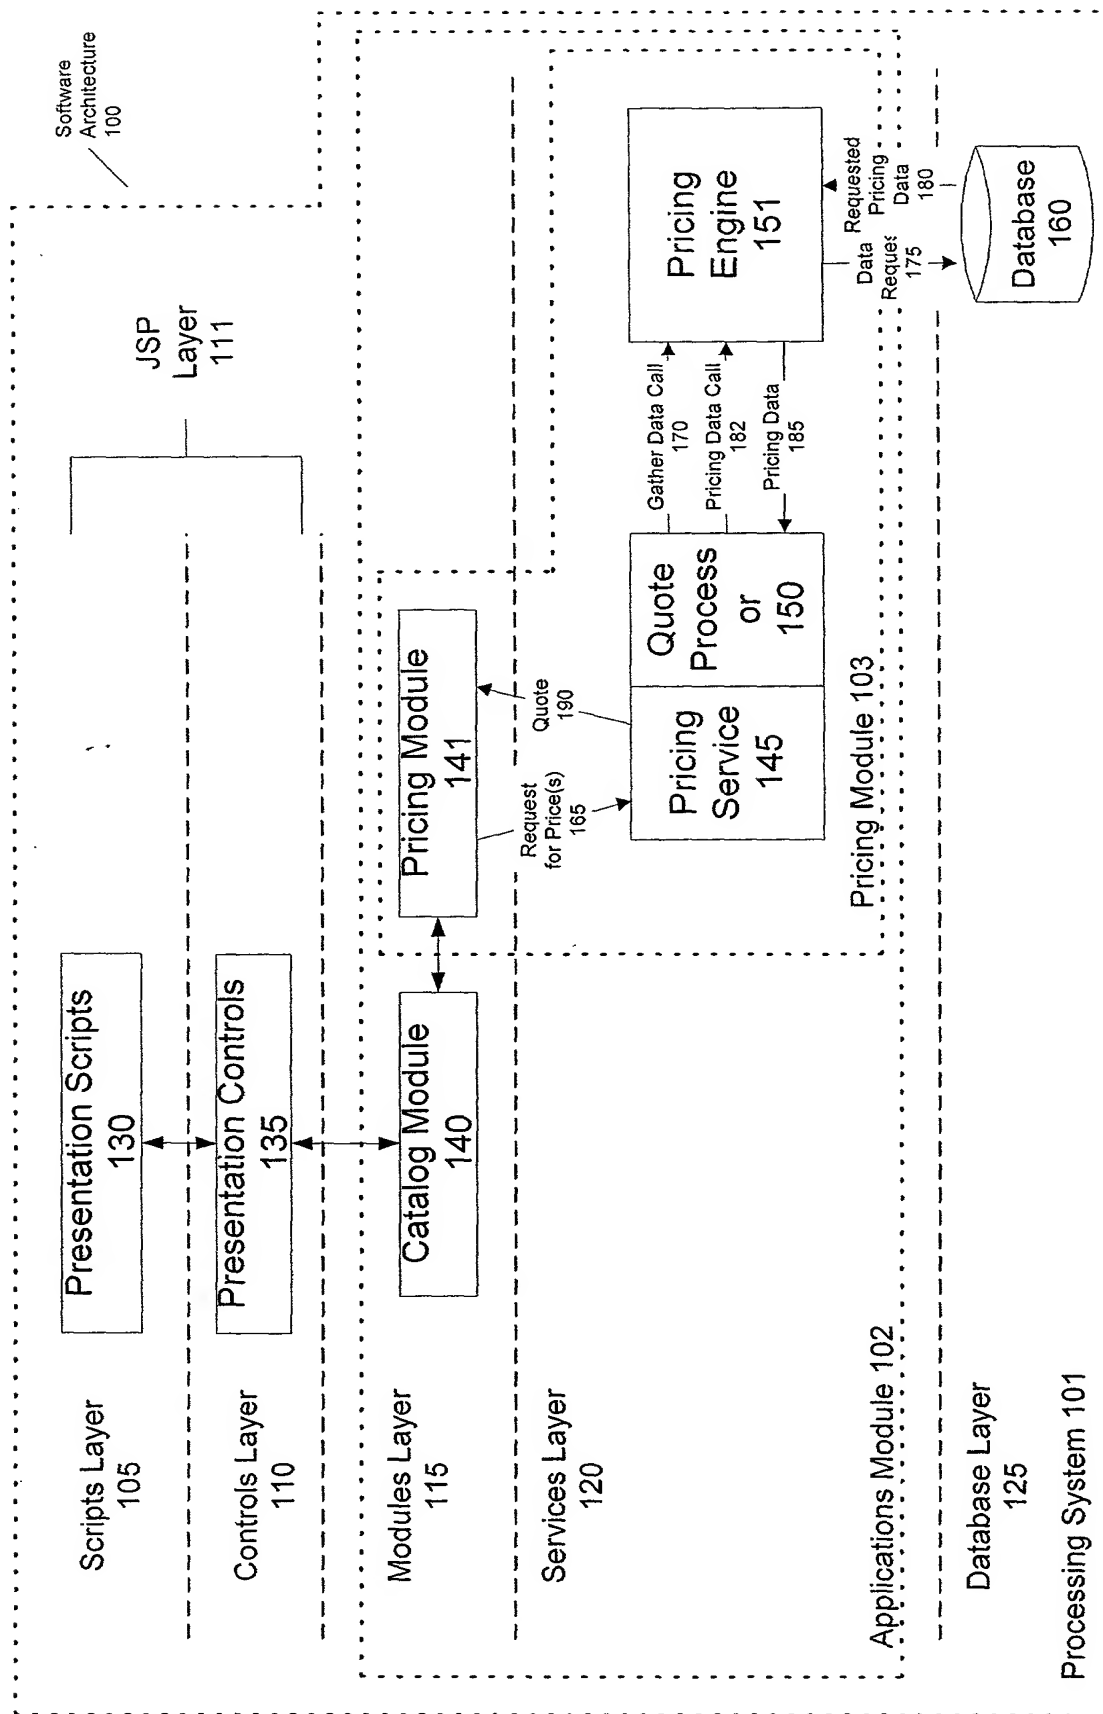 Software
Architecture
100
JSP
Layer
111
Scripts Layer
105
Presentation Scripts
130
Controls Layer
110
Presentation Controls
135
Modules Layer
115
Catalog Module
140
Pricing Module
141
Services Layer
120
Request
for Price(s)
165
Quote
190
Pricing
Service
145
Quote
Process
or
150
Gather Data Call
170
Pricing Data Call
182
Pricing Data
185
Pricing
Engine
151
Pricing Module 103
Applications Module 102
Data
Reques
175
Requested
Pricing
Data
180
Database Layer
125
Database
160
Processing System 101